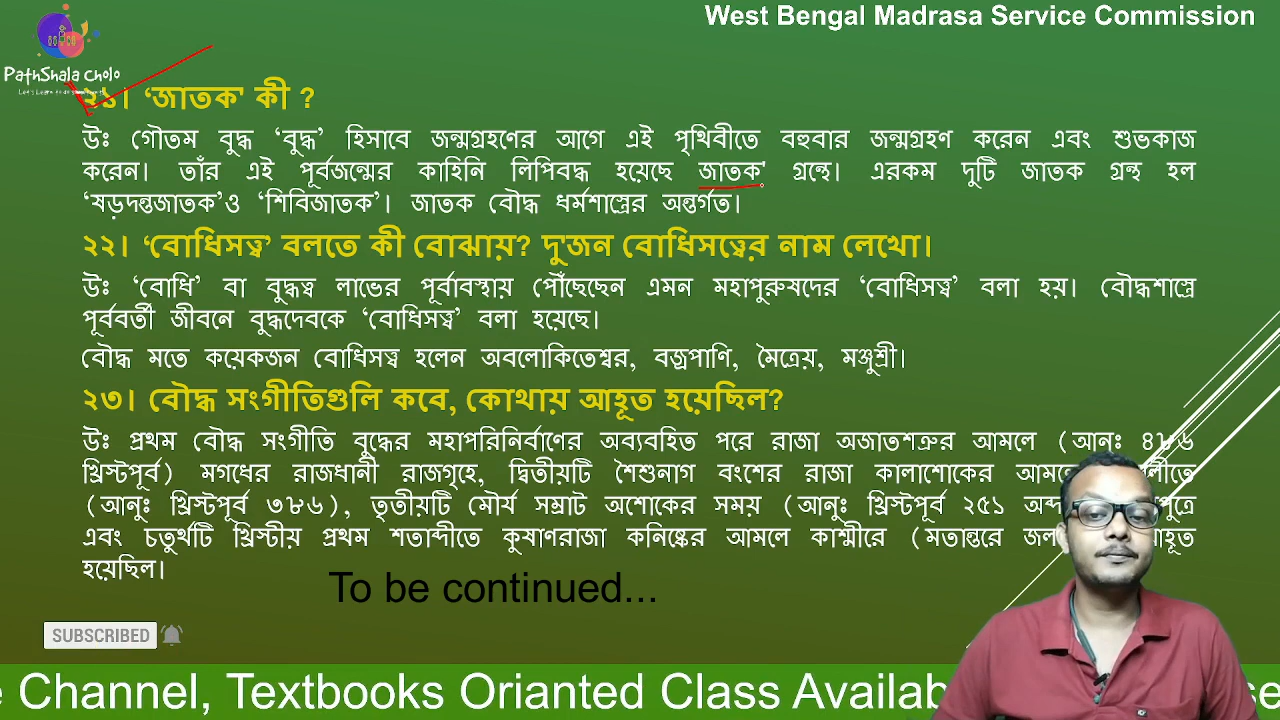 West Bengal Madrasa Service Commission
PathShala Cholo
২১। ‘জাতক' কী ?
উঃ গৌতম বুদ্ধ ‘বুদ্ধ’ হিসাবে জন্মগ্রহণের আগে এই পৃথিবীতে বহুবার জন্মগ্রহণ করেন এবং শুভকাজ
করেন। তাঁর এই পূর্বজন্মের কাহিনি লিপিবদ্ধ হয়েছে জাতক' গ্রন্থে। এরকম দুটি জাতক গ্রন্থ হল
‘ষড়দন্তজাতক’ও ‘শিবিজাতক’। জাতক বৌদ্ধ ধর্মশাস্ত্রের অন্তর্গত।
২২। ‘বোধিসত্ব’ বলতে কী বোঝায়? দু'জন বোধিসত্ত্বের নাম লেখো।
উঃ ‘বোধি’ বা বুদ্ধত্ব লাভের পূর্বাবস্থায় পৌঁছেছেন এমন মহাপুরুষদের ‘বোধিসত্ত্ব’ বলা হয়। বৌদ্ধশাস্ত্রে
পূর্ববর্তী জীবনে বুদ্ধদেবকে ‘বোধিসত্ত্ব’ বলা হয়েছে।
বৌদ্ধ মতে কয়েকজন বোধিসত্ত্ব হলেন অবলোকিতেশ্বর, বজ্রপাণি, মৈত্রেয়, মঞ্জুশ্রী।
২৩। বৌদ্ধ সংগীতিগুলি কবে, কোথায় আহূত হয়েছিল?
উঃ প্রথম বৌদ্ধ সংগীতি বুদ্ধের মহাপরিনির্বাণের অব্যবহিত পরে রাজা অজাতশত্রুর আমলে (আনুঃ ৪৮৬
খ্রিস্টপূর্ব) মগধের রাজধানী রাজগৃহে, দ্বিতীয়টি শৈশুনাগ বংশের রাজা কালাশোকের
(আনুঃ খ্রিস্টপূর্ব ৩৮৬), তৃতীয়টি মৌর্য সম্রাট অশোকের সময় (আনুঃ খ্রিস্টপূর্ব ২৫১
এবং চতুর্থটি খ্রিস্টীয় প্রথম শতাব্দীতে কুষাণরাজা কনিষ্কের আমলে কাশ্মীরে (মতান্তরে
হয়েছিল।
To be continued...
SUBSCRIBED
e Channel, Textbooks Orianted Class Availab